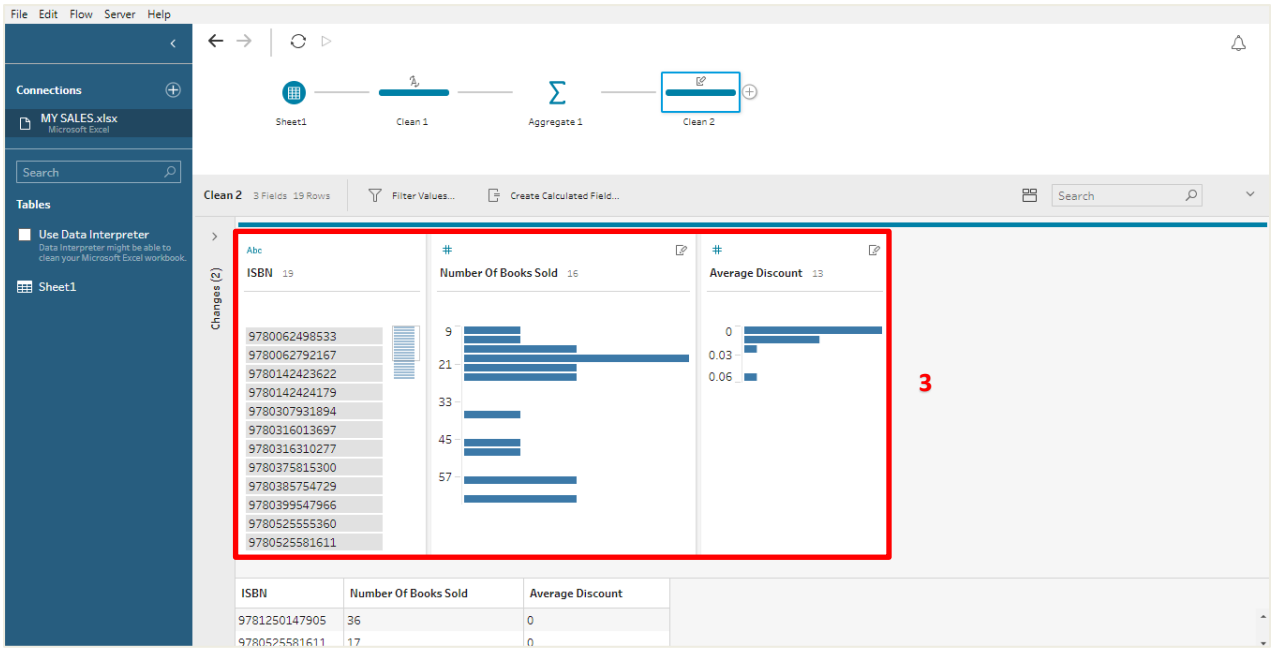 File Edit Flow Server Help
Connections
MY SALES.xlsx
Microsoft Excel
Search
Tables
Use Data Interpreter
Data Interpreter might be able to
clean your Microsoft Excel workbook.
Sheet1
Sheet1 Clean 1 Aggregate 1 Clean 2
Clean 2 3 Fields 19 Rows Filter Values... Create Calculated Field... Search
Changes (2)
Abc
ISBN 19
9780062498533
9780062792167
9780142423622
9780142424179
9780307931894
9780316013697
9780316310277
9780375815300
9780385754729
9780399547966
9780525555360
9780525581611
#
Number Of Books Sold 16
9
21
33
45
57
#
Average Discount 13
0
0.03
0.06
3
ISBN Number Of Books Sold Average Discount
9781250147905 36 0
9780525581611 17 0